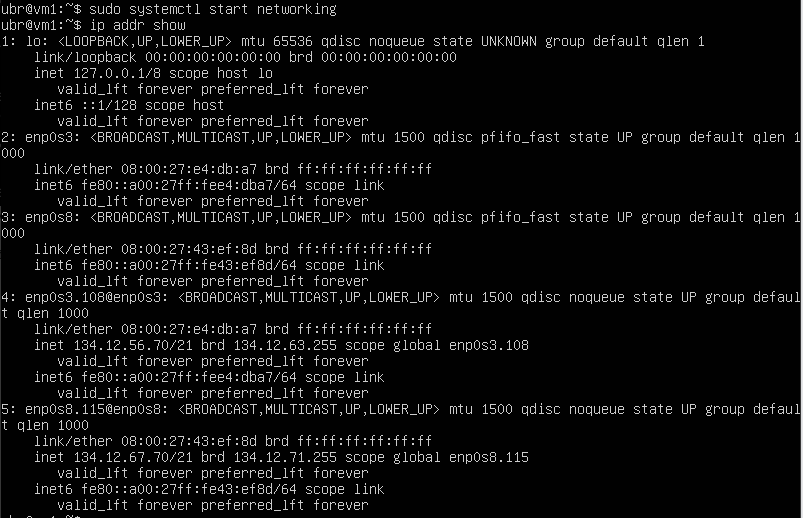 ubr@vm1:~$ sudo systemctl start networking
ubr@vm1:~$ ip addr show
1: lo: <LOOPBACK,UP,LOWER_UP> mtu 65536 qdisc noqueue state UNKNOWN group default qlen 1
    link/loopback 00:00:00:00:00:00 brd 00:00:00:00:00:00
    inet 127.0.0.1/8 scope host lo
       valid_lft forever preferred_lft forever
    inet6 ::1/128 scope host
       valid_lft forever preferred_lft forever
2: enp0s3: <BROADCAST,MULTICAST,UP,LOWER_UP> mtu 1500 qdisc pfifo_fast state UP group default qlen 1
000
    link/ether 08:00:27:e4:db:a7 brd ff:ff:ff:ff:ff:ff
    inet6 fe80::a00:27ff:fee4:dba7/64 scope link
       valid_lft forever preferred_lft forever
3: enp0s8: <BROADCAST,MULTICAST,UP,LOWER_UP> mtu 1500 qdisc pfifo_fast state UP group default qlen 1
000
    link/ether 08:00:27:43:ef:8d brd ff:ff:ff:ff:ff:ff
    inet6 fe80::a00:27ff:fe43:ef8d/64 scope link
       valid_lft forever preferred_lft forever
4: enp0s3.108@enp0s3: <BROADCAST,MULTICAST,UP,LOWER_UP> mtu 1500 qdisc noqueue state UP group defaul
t qlen 1000
    link/ether 08:00:27:e4:db:a7 brd ff:ff:ff:ff:ff:ff
    inet 134.12.56.70/21 brd 134.12.63.255 scope global enp0s3.108
       valid_lft forever preferred_lft forever
    inet6 fe80::a00:27ff:fee4:dba7/64 scope link
       valid_lft forever preferred_lft forever
5: enp0s8.115@enp0s8: <BROADCAST,MULTICAST,UP,LOWER_UP> mtu 1500 qdisc noqueue state UP group defaul
t qlen 1000
    link/ether 08:00:27:43:ef:8d brd ff:ff:ff:ff:ff:ff
    inet 134.12.67.70/21 brd 134.12.71.255 scope global enp0s8.115
       valid_lft forever preferred_lft forever
    inet6 fe80::a00:27ff:fe43:ef8d/64 scope link
       valid_lft forever preferred_lft forever
ubr@vm1:~$